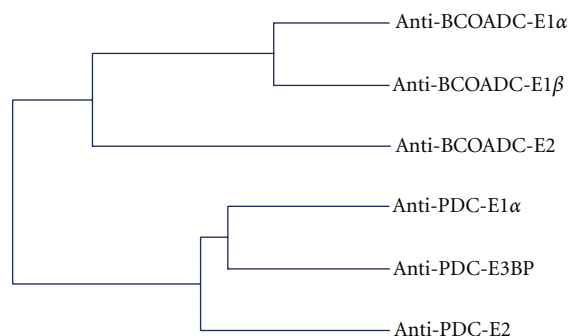 Anti-BCOADC-E1α
Anti-BCOADC-E1β
Anti-BCOADC-E2
Anti-PDC-E1α
Anti-PDC-E3BP
Anti-PDC-E2